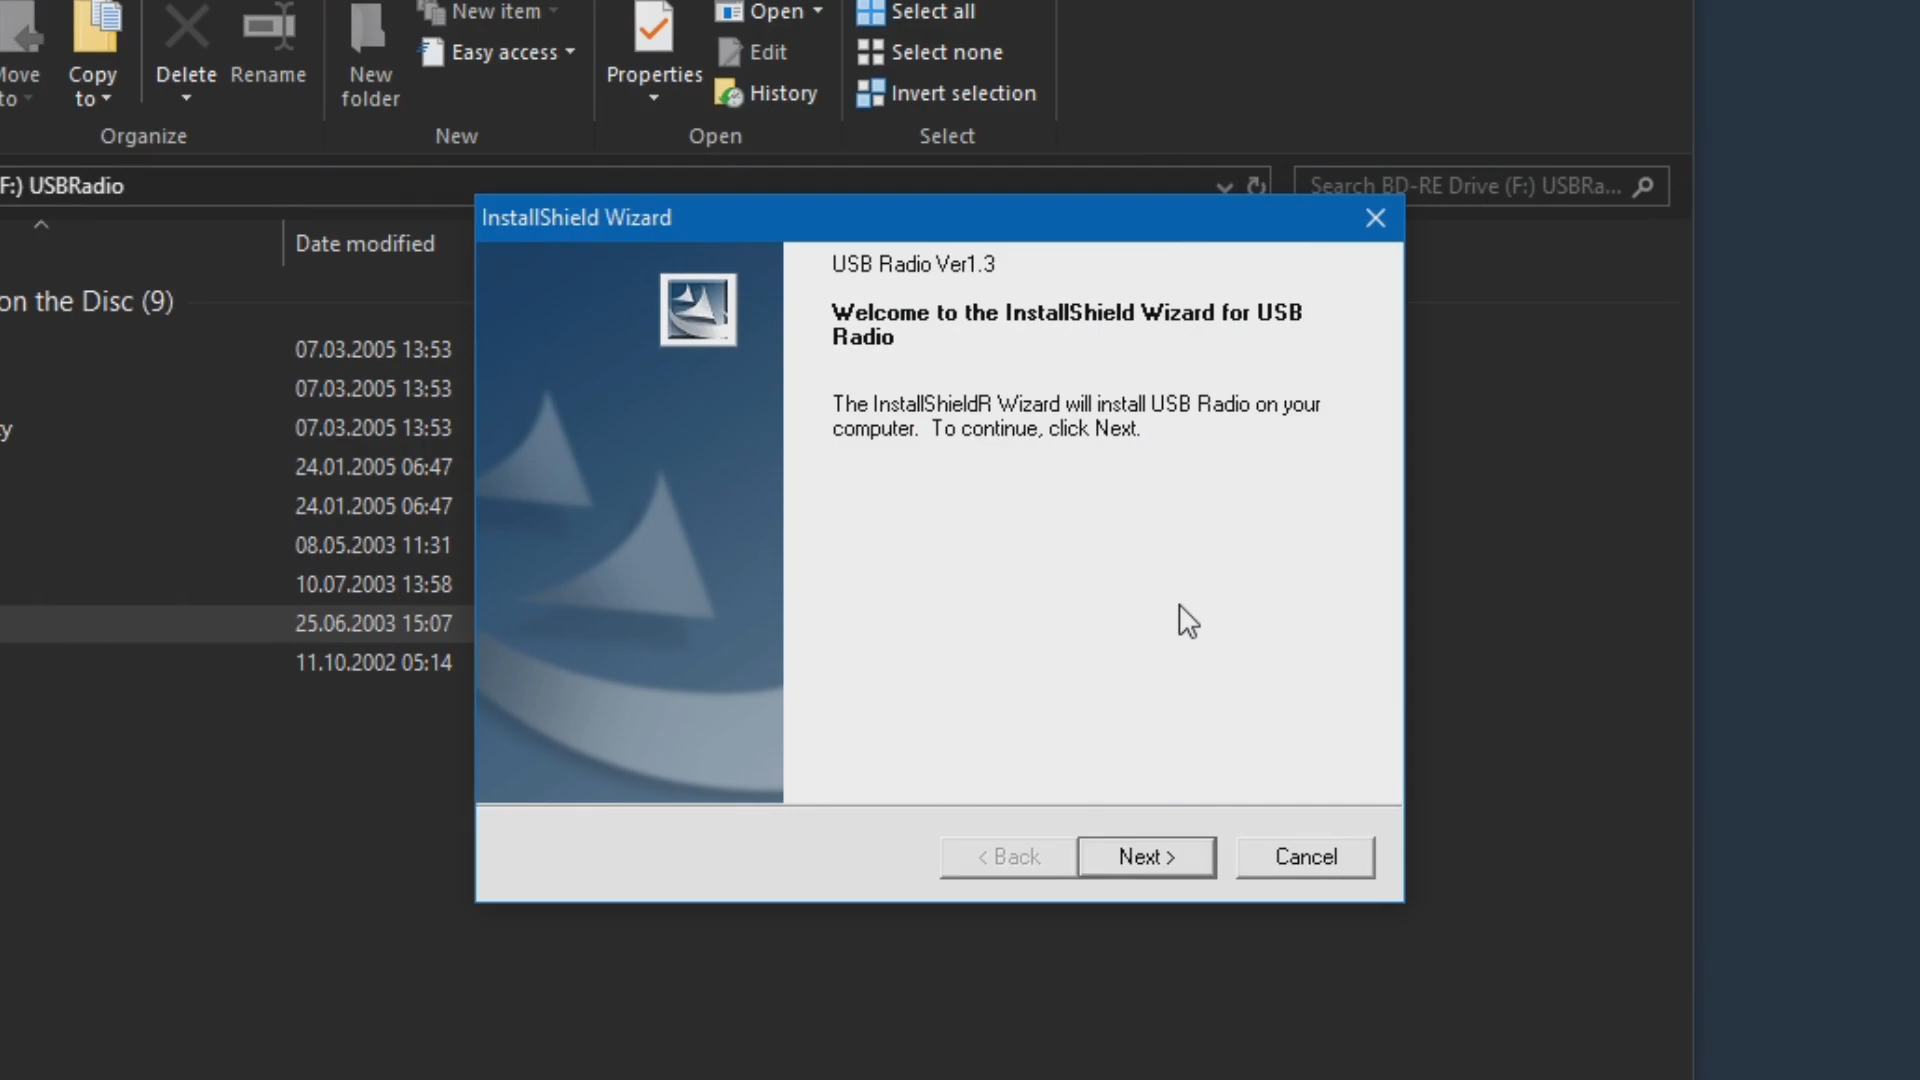 New item
Open
Select all
Easy access
Edit
Select none
Move
to
Copy
to
Delete
Rename
New
folder
Properties
History
Invert selection
Organize
New
Open
Select
F:) USBRadio
Search BD-RE Drive (F:) USBRa...
Date modified
on the Disc (9)
07.03.2005 13:53
07.03.2005 13:53
y
07.03.2005 13:53
24.01.2005 06:47
24.01.2005 06:47
08.05.2003 11:31
10.07.2003 13:58
25.06.2003 15:07
11.10.2002 05:14
InstallShield Wizard
USB Radio Ver1.3
Welcome to the InstallShield Wizard for USB
Radio
The InstallShieldR Wizard will install USB Radio on your
computer.  To continue, click Next.
< Back
Next >
Cancel